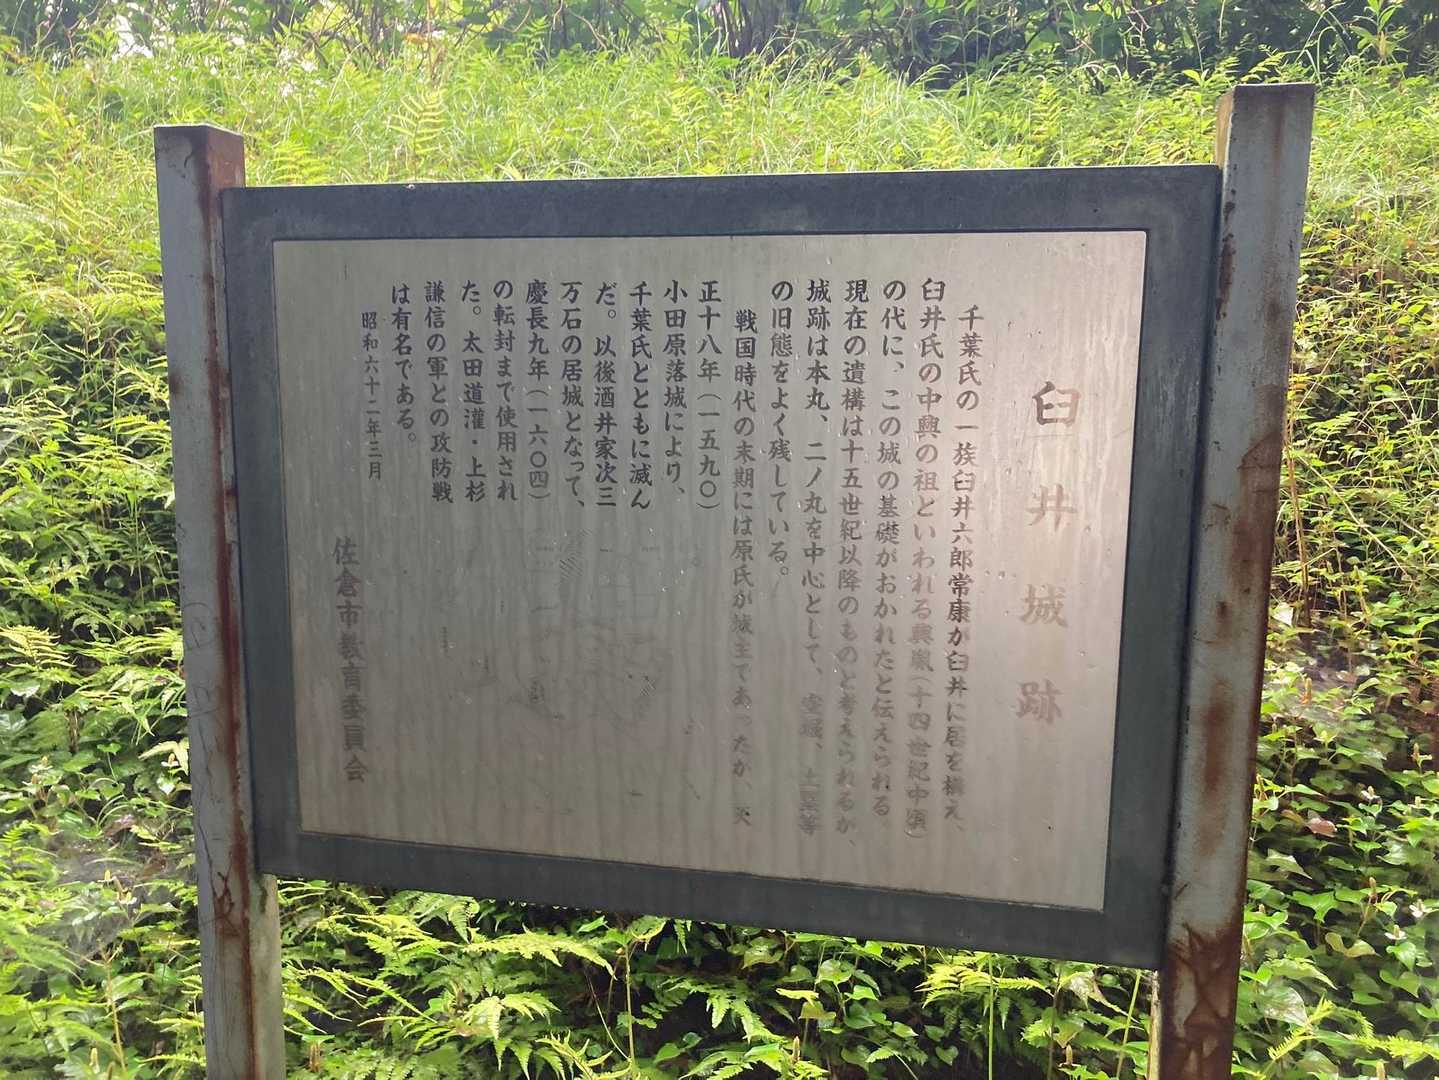 臼井城跡
千葉氏の一族臼井六郎常康が臼井に居を構え、
臼井氏の中興の祖といわれる興胤(十四世紀中頃)
の代に、この城の基礎がおかれたと伝えられる。
現在の遺構は十五世紀以降のものと考えられるが、
城跡は本丸、二ノ丸を中心として、空堀、土塁等
の旧態をよく残している。
戦国時代の末期には原氏が城主であったが、天
正十八年(一五九〇)
小田原落城により、
千葉氏とともに滅ん
だ。以後酒井家次三
万石の居城となって、
慶長九年(一六〇四)
の転封まで使用され
た。太田道灌・上杉
謙信の軍との攻防戦
は有名である。
昭和六十二年三月
佐倉市教育委員会